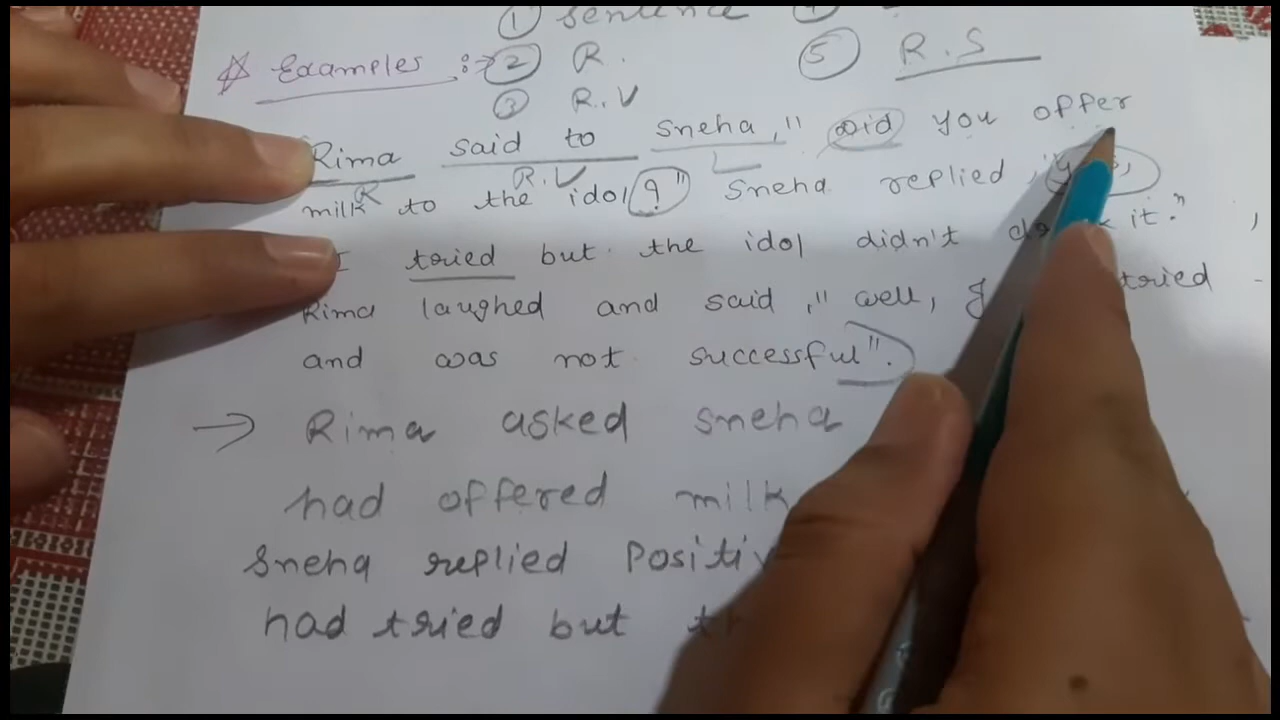 ① sentence
☆ Examples :→ ② R. ⑤ R.S
③ R.V
Rima said to Sneha," Did you offer
R R.V L
milk to the idol ?" Sneha replied,
tried but the idol didn't it."
Rima laughed and said," well, tried
and was not successful".
→ Rima asked sneha
had offered milk
Sneha replied
had tried but